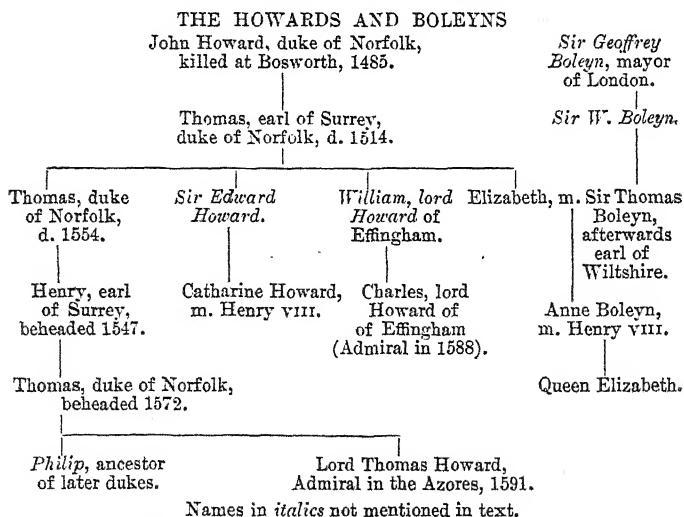 THE HOWARDS AND BOLEYNS
John Howard, duke of Norfolk,
killed at Bosworth, 1485.
Sir Geoffrey
Boleyn, mayor
of London.
Thomas, earl of Surrey,
duke of Norfolk, d. 1514.
Sir W. Boleyn.
Thomas, duke
of Norfolk,
d. 1554.
Sir Edward
Howard.
William, lord
Howard of
Effingham.
Elizabeth, m. Sir Thomas
Boleyn,
afterwards
earl of
Wiltshire.
Henry, earl
of Surrey,
beheaded 1547.
Catharine Howard,
m. Henry VIII.
Charles, lord
Howard of
of Effingham
(Admiral in 1588).
Anne Boleyn,
m. Henry VIII.
Thomas, duke of Norfolk,
beheaded 1572.
Queen Elizabeth.
Philip, ancestor
of later dukes.
Lord Thomas Howard,
Admiral in the Azores, 1591.
Names in italics not mentioned in text.